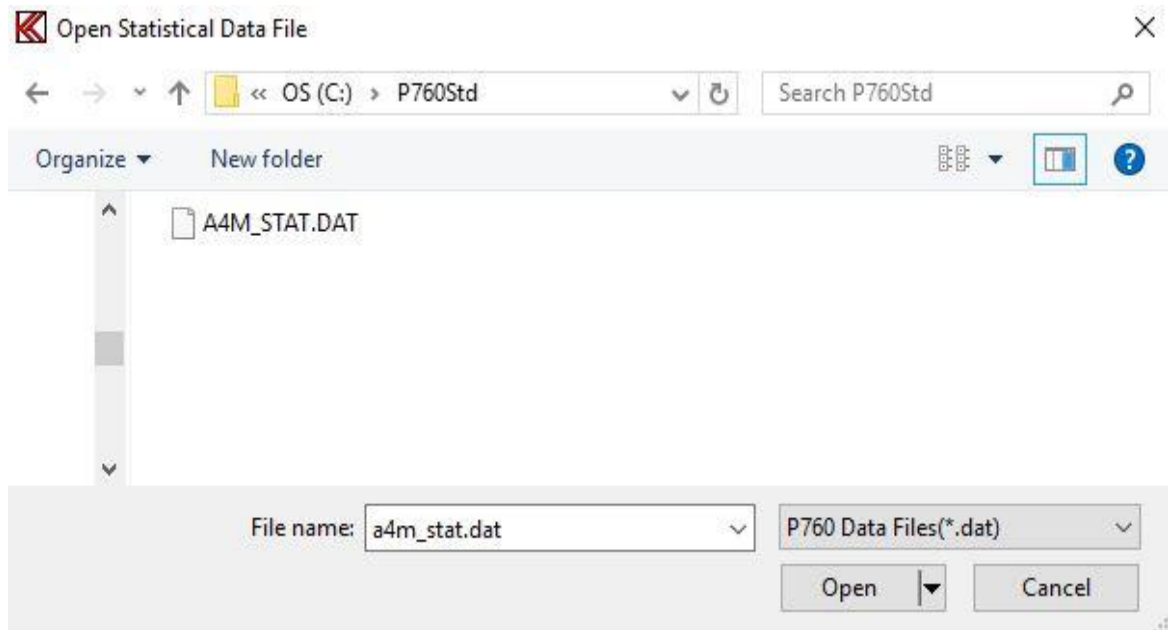 Open Statistical Data File
« OS (C:) › P760Std
Search P760Std
Organize
New folder
A4M_STAT.DAT
File name: a4m_stat.dat
P760 Data Files(*.dat)
Open
Cancel